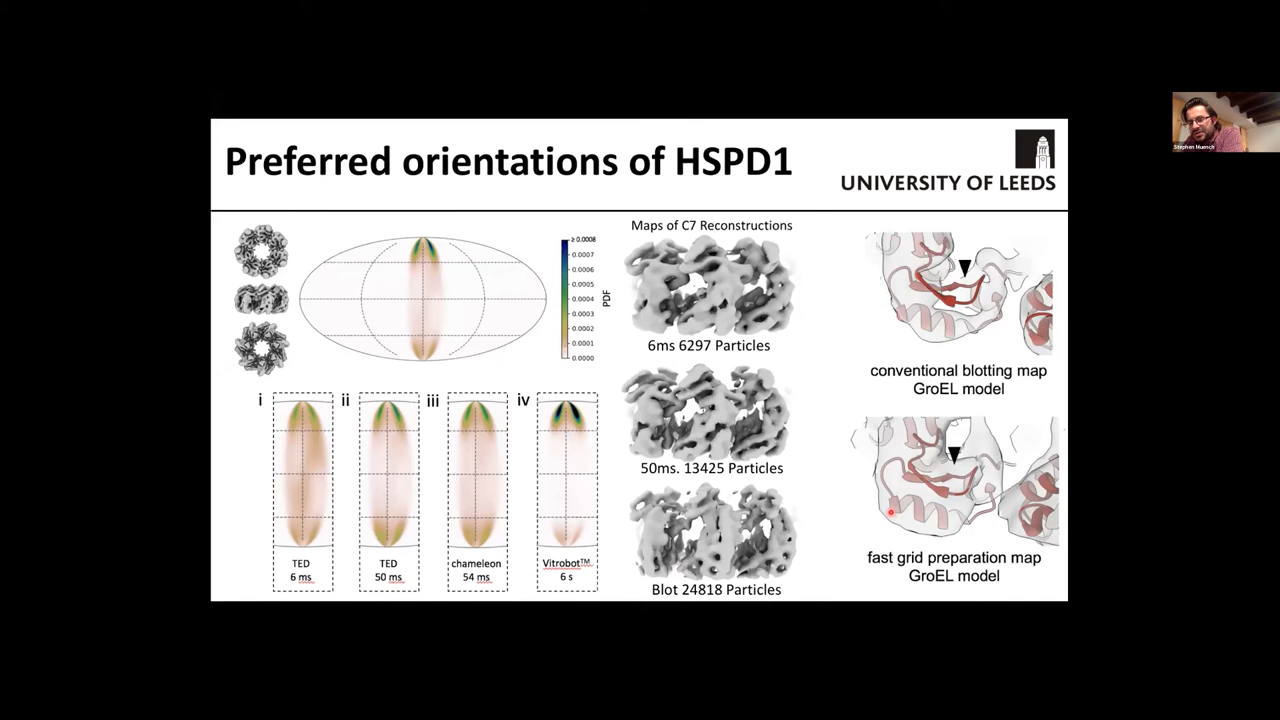 Preferred orientations of HSPD1
UNIVERSITY OF LEEDS
Stephen Muench
≥ 0.0008
0.0007
0.0006
0.0005
0.0004
0.0003
0.0002
0.0001
0.0000
PDF
i
ii
iii
iv
TED
6 ms
TED
50 ms
chameleon
54 ms
Vitrobot™
6 s
Maps of C7 Reconstructions
6ms 6297 Particles
50ms. 13425 Particles
Blot 24818 Particles
conventional blotting map
GroEL model
fast grid preparation map
GroEL model